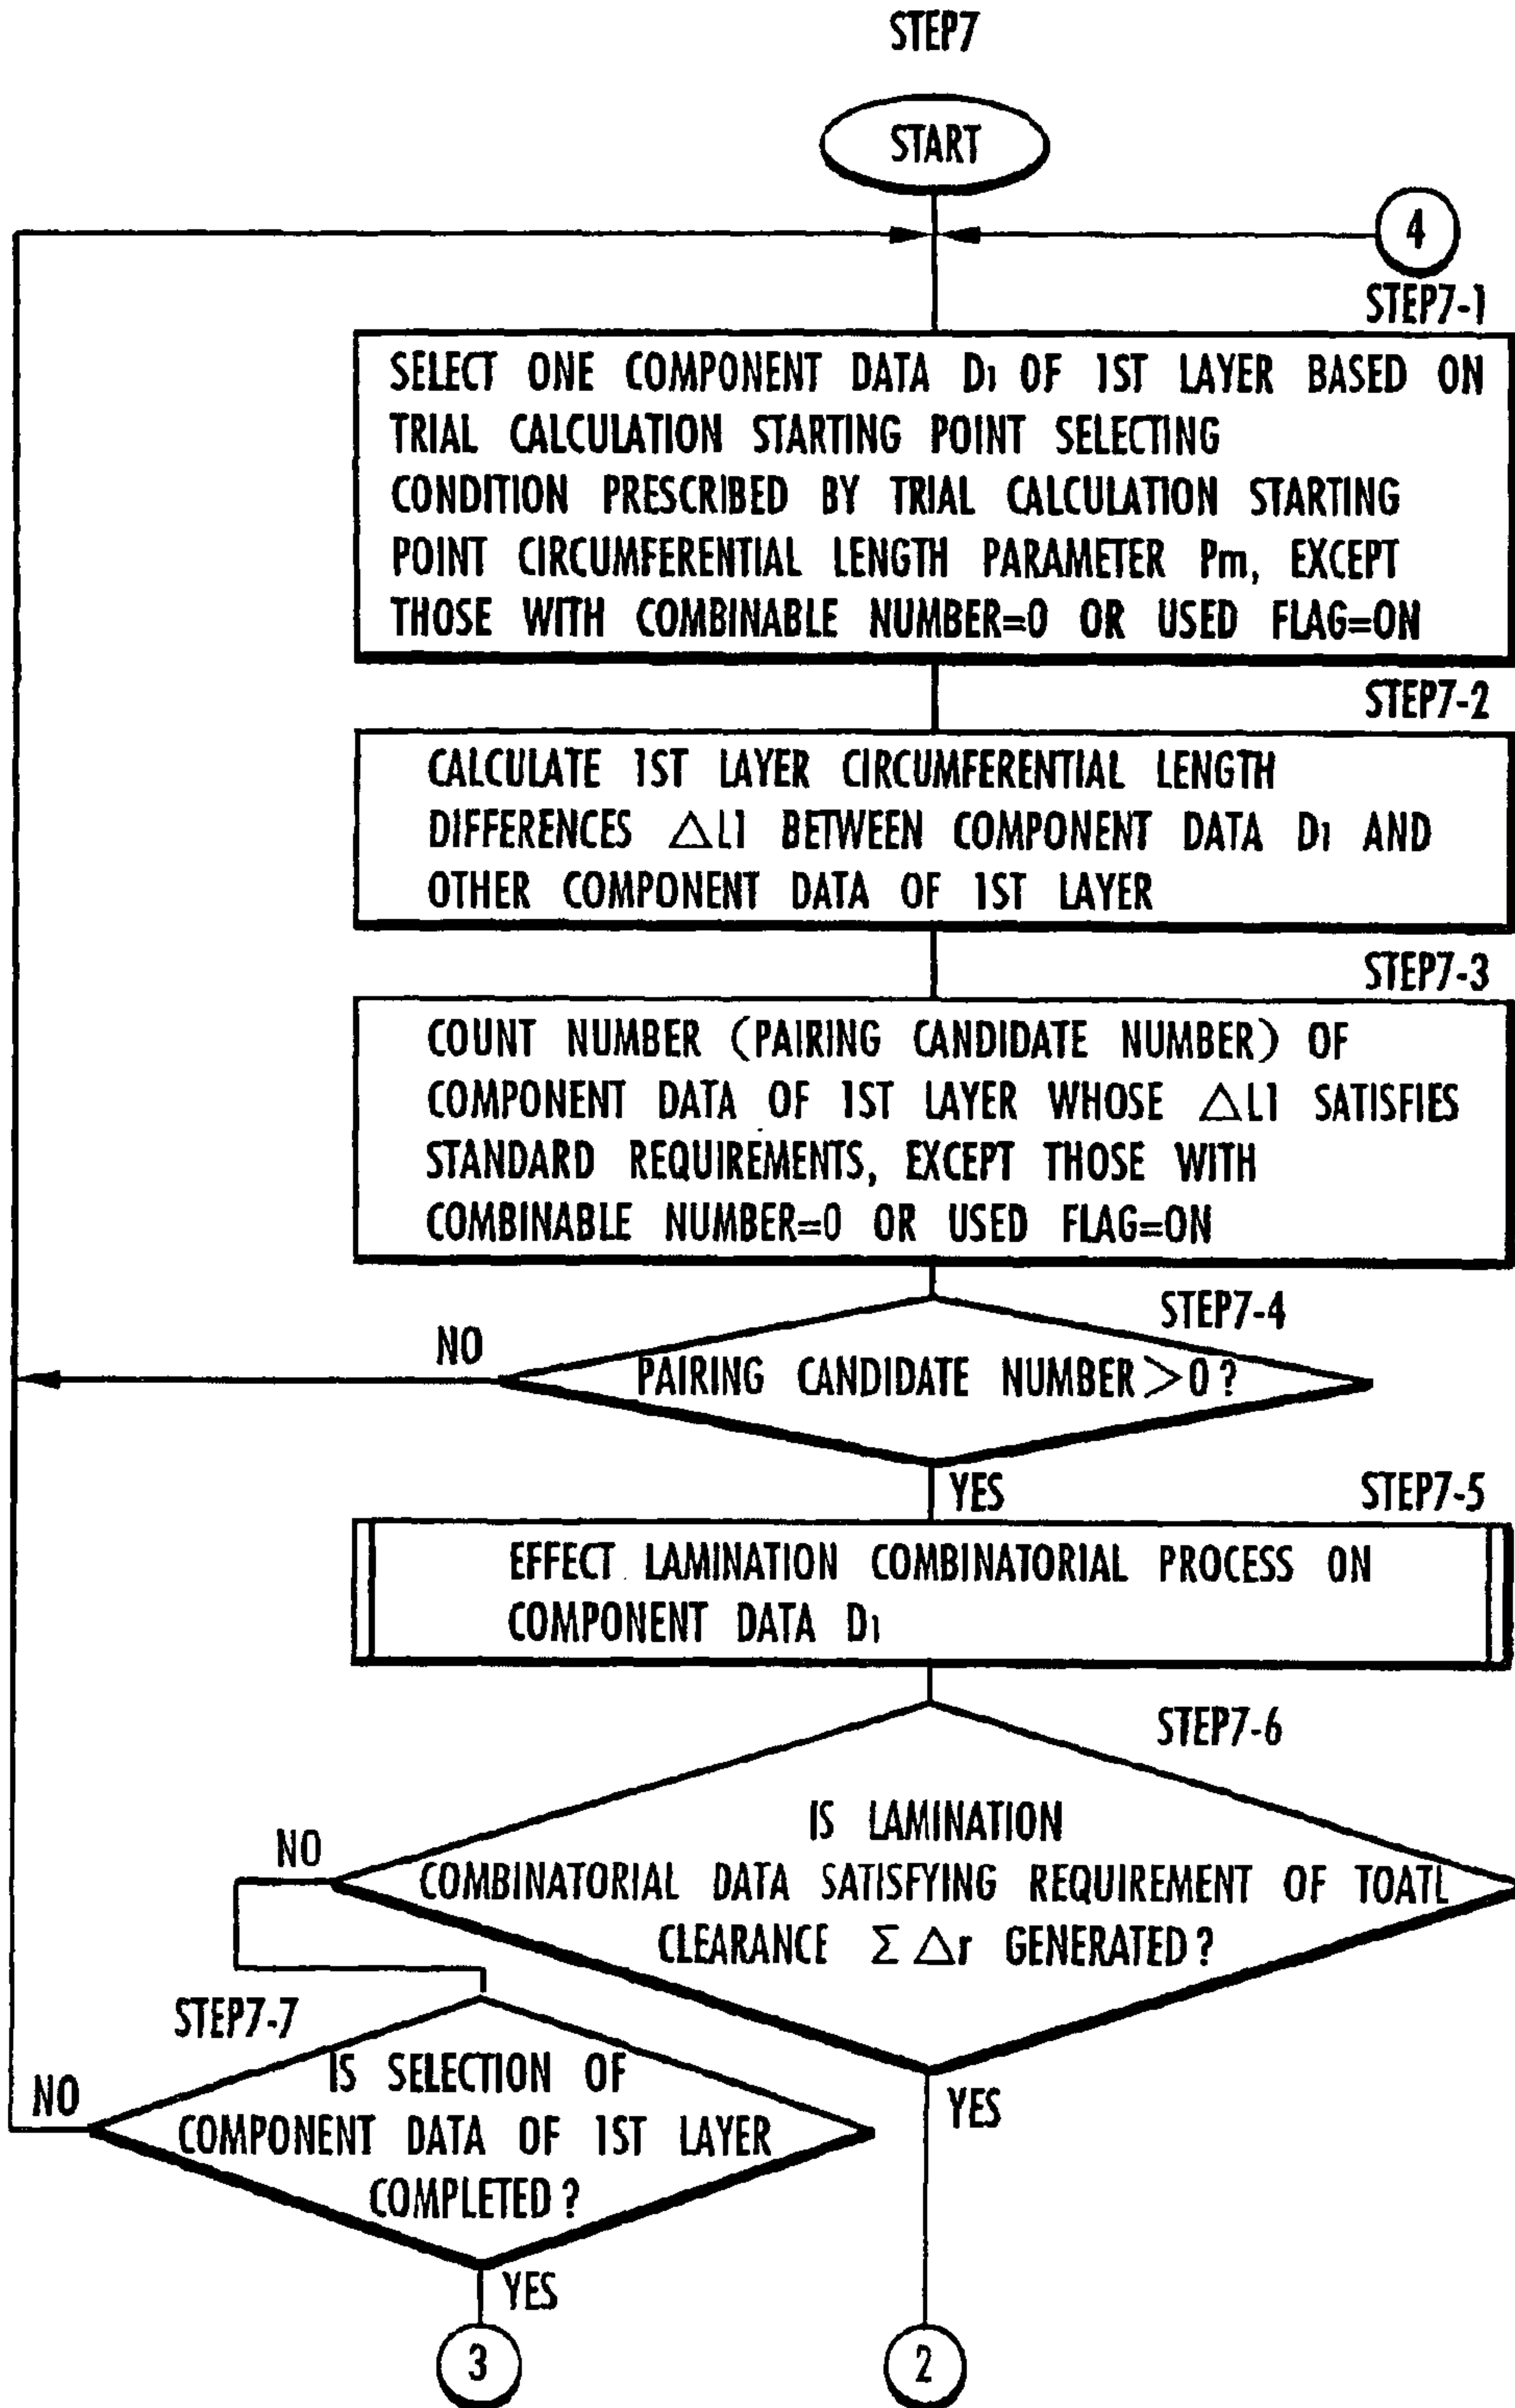 STEP7
START
4
STEP7-1
SELECT ONE COMPONENT DATA D1 OF 1ST LAYER BASED ON
TRIAL CALCULATION STARTING POINT SELECTING
CONDITION PRESCRIBED BY TRIAL CALCULATION STARTING
POINT CIRCUMFERENTIAL LENGTH PARAMETER Pm, EXCEPT
THOSE WITH COMBINABLE NUMBER=0 OR USED FLAG=ON
STEP7-2
CALCULATE 1ST LAYER CIRCUMFERENTIAL LENGTH
DIFFERENCES △L1 BETWEEN COMPONENT DATA D1 AND
OTHER COMPONENT DATA OF 1ST LAYER
STEP7-3
COUNT NUMBER (PAIRING CANDIDATE NUMBER) OF
COMPONENT DATA OF 1ST LAYER WHOSE △L1 SATISFIES
STANDARD REQUIREMENTS, EXCEPT THOSE WITH
COMBINABLE NUMBER=0 OR USED FLAG=ON
STEP7-4
NO
PAIRING CANDIDATE NUMBER>0?
YES
STEP7-5
EFFECT LAMINATION COMBINATORIAL PROCESS ON
COMPONENT DATA D1
STEP7-6
IS LAMINATION
NO
COMBINATORIAL DATA SATISFYING REQUIREMENT OF TOATL
CLEARANCE Σ△r GENERATED?
STEP7-7
IS SELECTION OF
NO
YES
COMPONENT DATA OF 1ST LAYER
COMPLETED?
YES
3
2